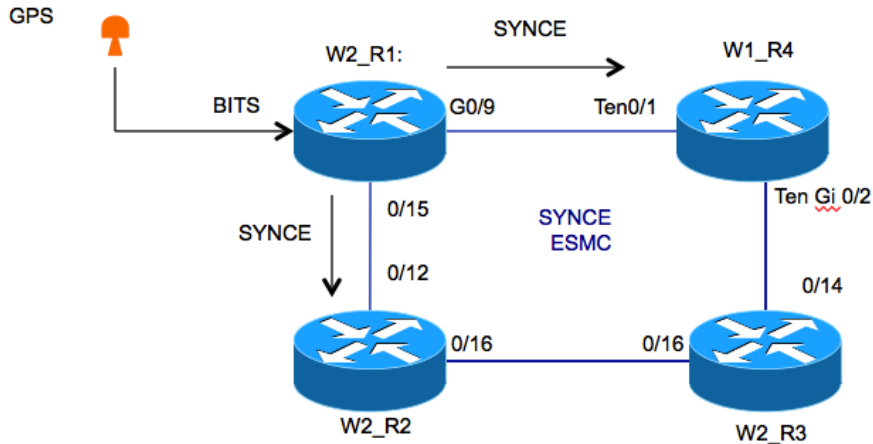 GPS
SYNCE
W2_R1:
W1_R4
BITS
G0/9
Ten0/1
0/15
Ten Gi 0/2
SYNCE
SYNCE
ESMC
0/12
0/14
0/16
0/16
W2_R2
W2_R3